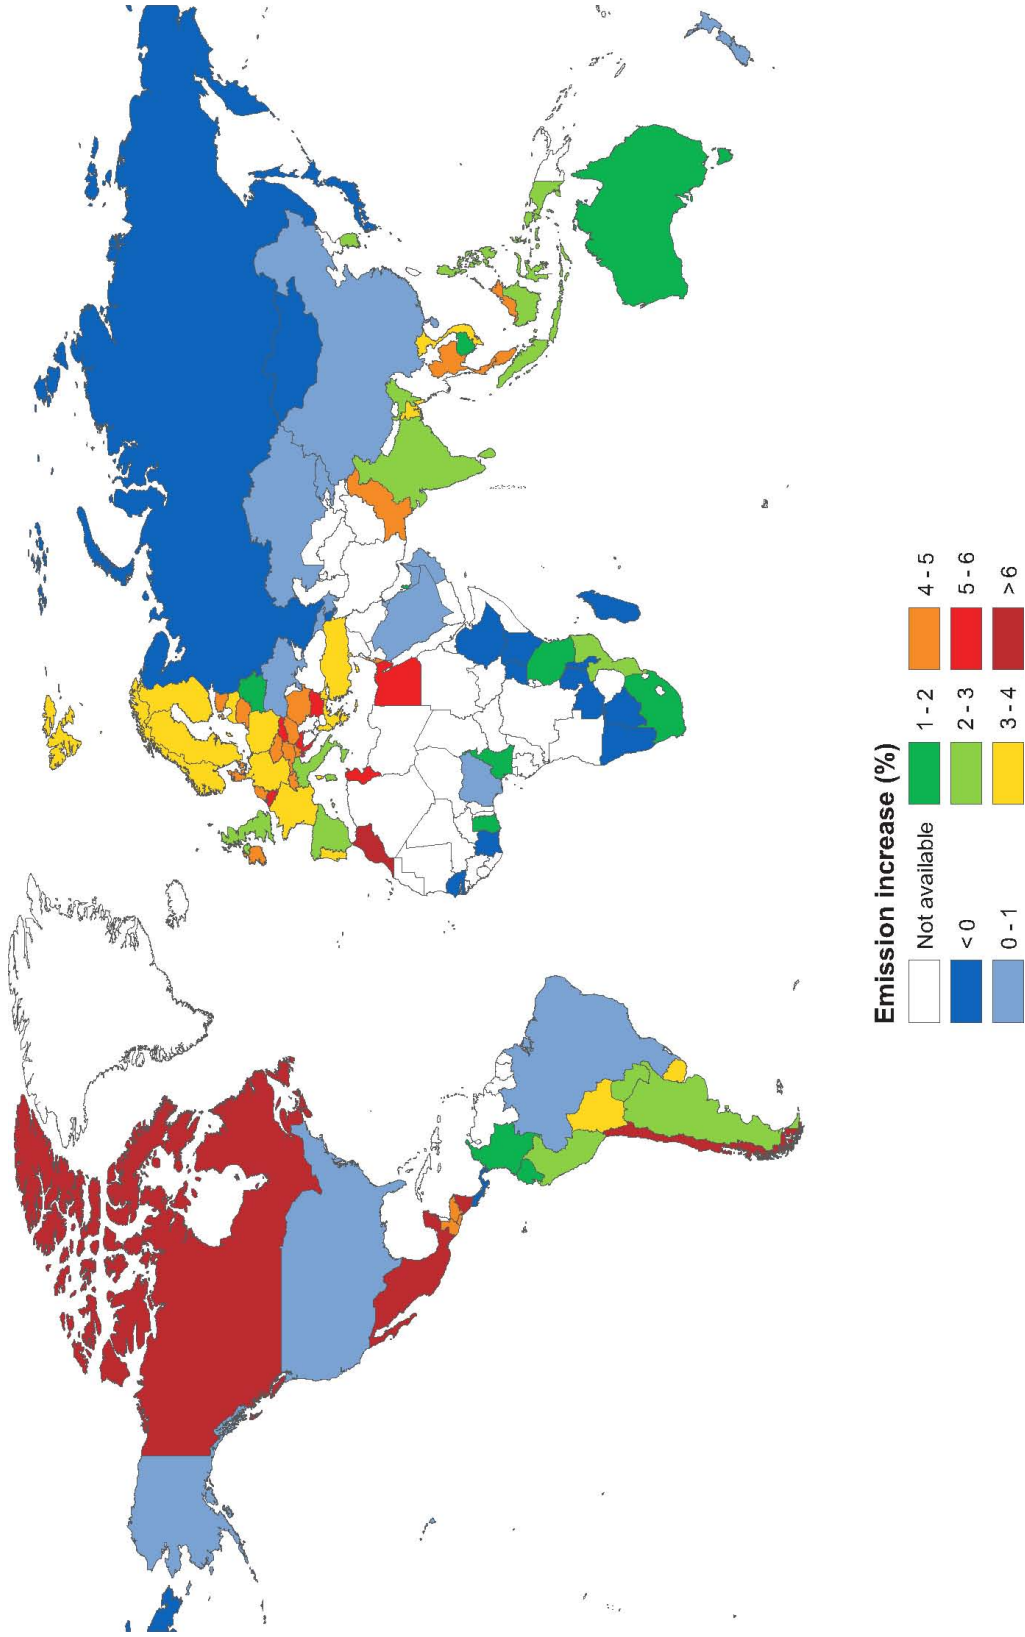 Emission increase (%)
Not available
1 - 2
4 - 5
< 0
2 - 3
5 - 6
0 - 1
3 - 4
>6